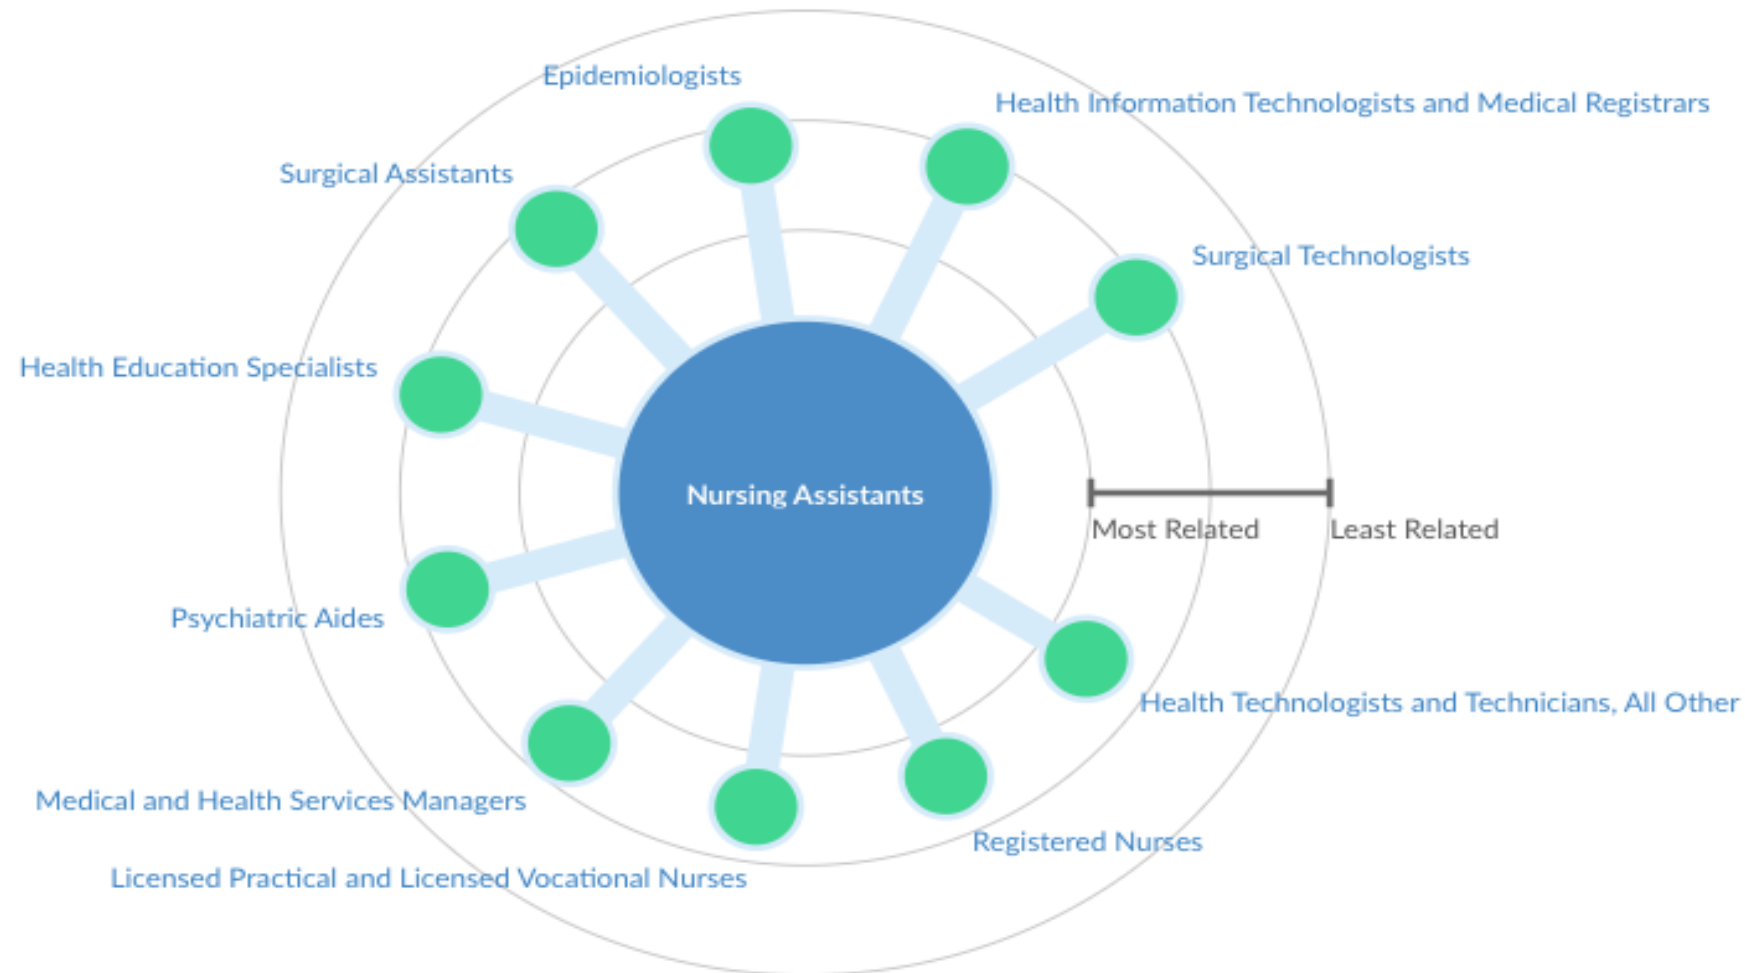 Epidemiologists
Health Information Technologists and Medical Registrars
Surgical Assistants
Surgical Technologists
Health Education Specialists
Nursing Assistants
Most Related
Least Related
Psychiatric Aides
Health Technologists and Technicians, All Other
Medical and Health Services Managers
Registered Nurses
Licensed Practical and Licensed Vocational Nurses